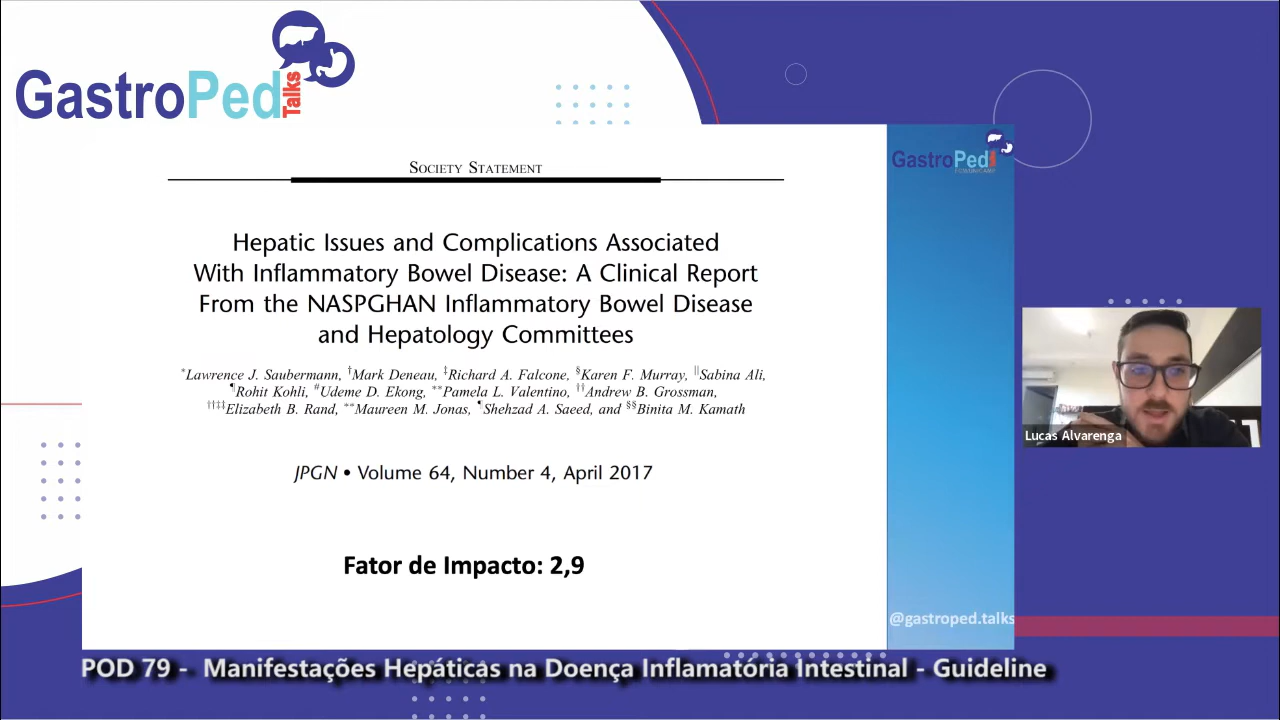 GastroPed Talks
GastroPed
SOCIETY STATEMENT
Hepatic Issues and Complications Associated
With Inflammatory Bowel Disease: A Clinical Report
From the NASPGHAN Inflammatory Bowel Disease
and Hepatology Committees
*Lawrence J. Saubermann, †Mark Deneau, ‡Richard A. Falcone, §Karen F. Murray, ||Sabina Ali,
¶Rohit Kohli, #Udeme D. Ekong, **Pamela L. Valentino, ††Andrew B. Grossman,
††‡‡Elizabeth B. Rand, **Maureen M. Jonas, ¶Shehzad A. Saeed, and §§Binita M. Kamath
JPGN • Volume 64, Number 4, April 2017
Fator de Impacto: 2,9
Lucas Alvarenga
@gastroped.talks
POD 79 - Manifestações Hepáticas na Doença Inflamatória Intestinal - Guideline